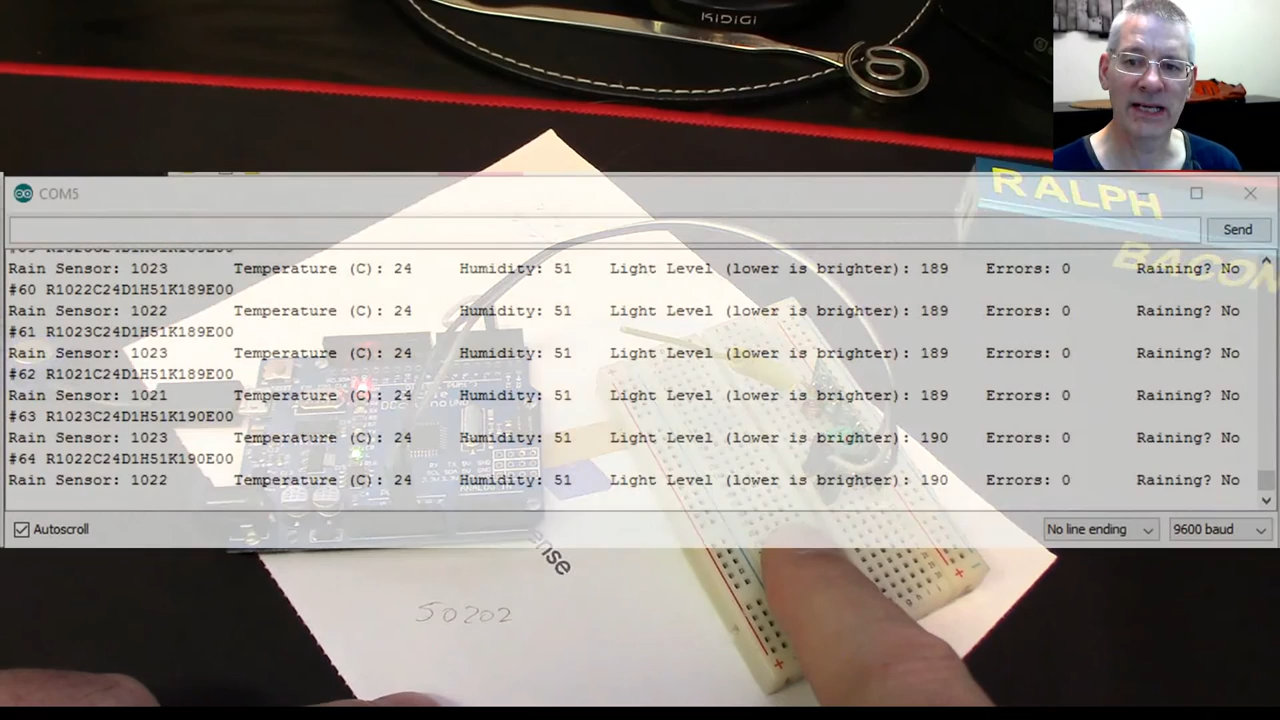 KiDiGi
RALPH
BACON
COM5
Send
Rain Sensor: 1023 Temperature (C): 24 Humidity: 51 Light Level (lower is brighter): 189 Errors: 0 Raining? No
#60 R1022C24D1H51K189E00
Rain Sensor: 1022 Temperature (C): 24 Humidity: 51 Light Level (lower is brighter): 189 Errors: 0 Raining? No
#61 R1023C24D1H51K189E00
Rain Sensor: 1023 Temperature (C): 24 Humidity: 51 Light Level (lower is brighter): 189 Errors: 0 Raining? No
#62 R1021C24D1H51K189E00
Rain Sensor: 1021 Temperature (C): 24 Humidity: 51 Light Level (lower is brighter): 189 Errors: 0 Raining? No
#63 R1023C24D1H51K190E00
Rain Sensor: 1023 Temperature (C): 24 Humidity: 51 Light Level (lower is brighter): 190 Errors: 0 Raining? No
#64 R1022C24D1H51K190E00
Rain Sensor: 1022 Temperature (C): 24 Humidity: 51 Light Level (lower is brighter): 190 Errors: 0 Raining? No
Autoscroll
No line ending
9600 baud
50202